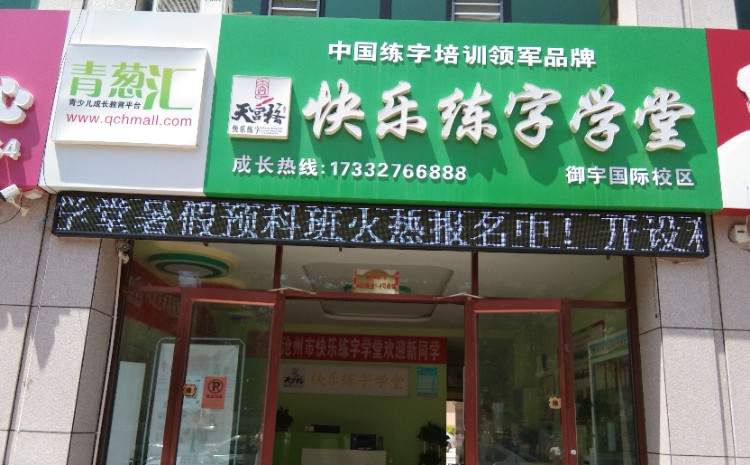 青葱汇
青少儿成长教育平台
www.qchmall.com
中国练字培训领军品牌
天宫格
快乐练字
快乐练字学堂
成长热线:17332766888
御宇国际校区
学堂暑假预科班火热报名中
开设
沧州市快乐练字学堂欢迎新同学
快乐练字学堂
心